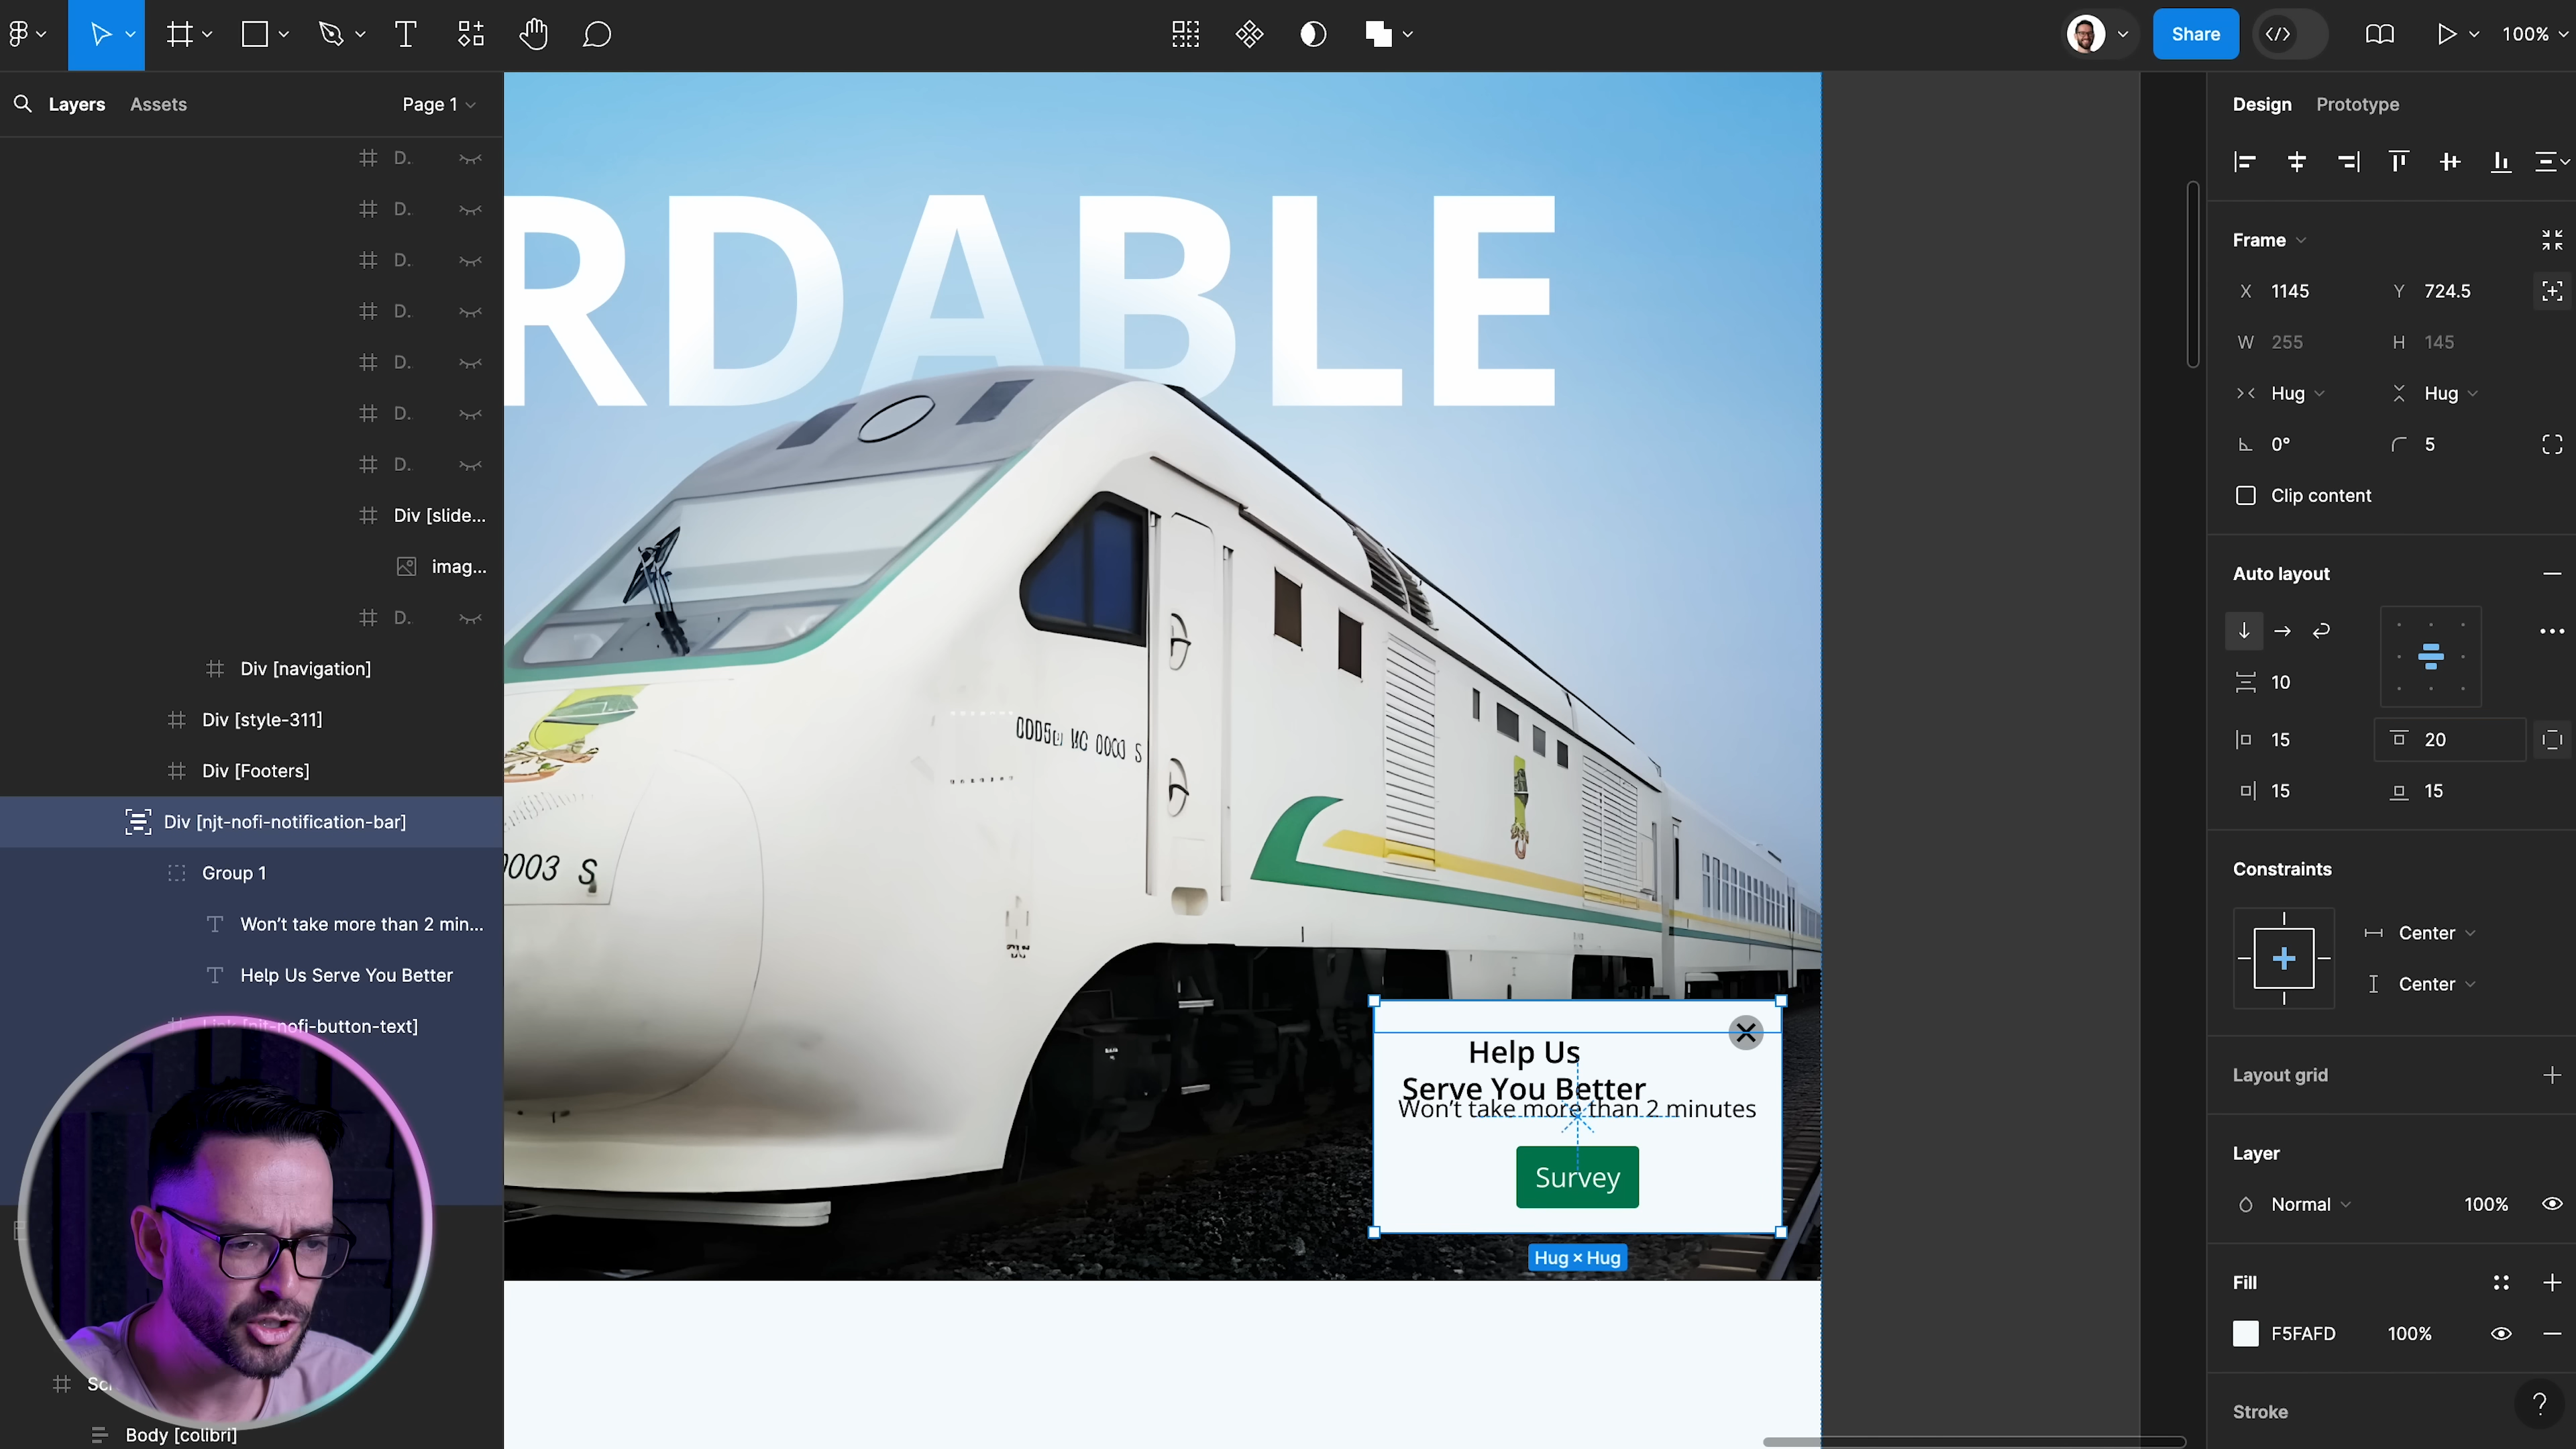 Share
100%
Layers
Assets
Page 1
D.
D.
D.
D.
D.
D.
D.
Div [slide...
imag...
D.
Div [navigation]
Div [style-311]
Div [Footers]
Div [njt-nofi-notification-bar]
Group 1
Won't take more than 2 min...
Help Us Serve You Better
Link [njt-nofi-button-text]
Body [colibri]
RDABLE
0003 S
Help Us
Serve You Better
Won't take more than 2 minutes
Survey
Hug × Hug
Design
Prototype
Frame
X 1145
Y 724.5
W 255
H 145
Hug
Hug
0°
5
Clip content
Auto layout
10
15
20
15
15
Constraints
Center
Center
Layout grid
Layer
Normal
100%
Fill
F5FAFD
100%
Stroke
?